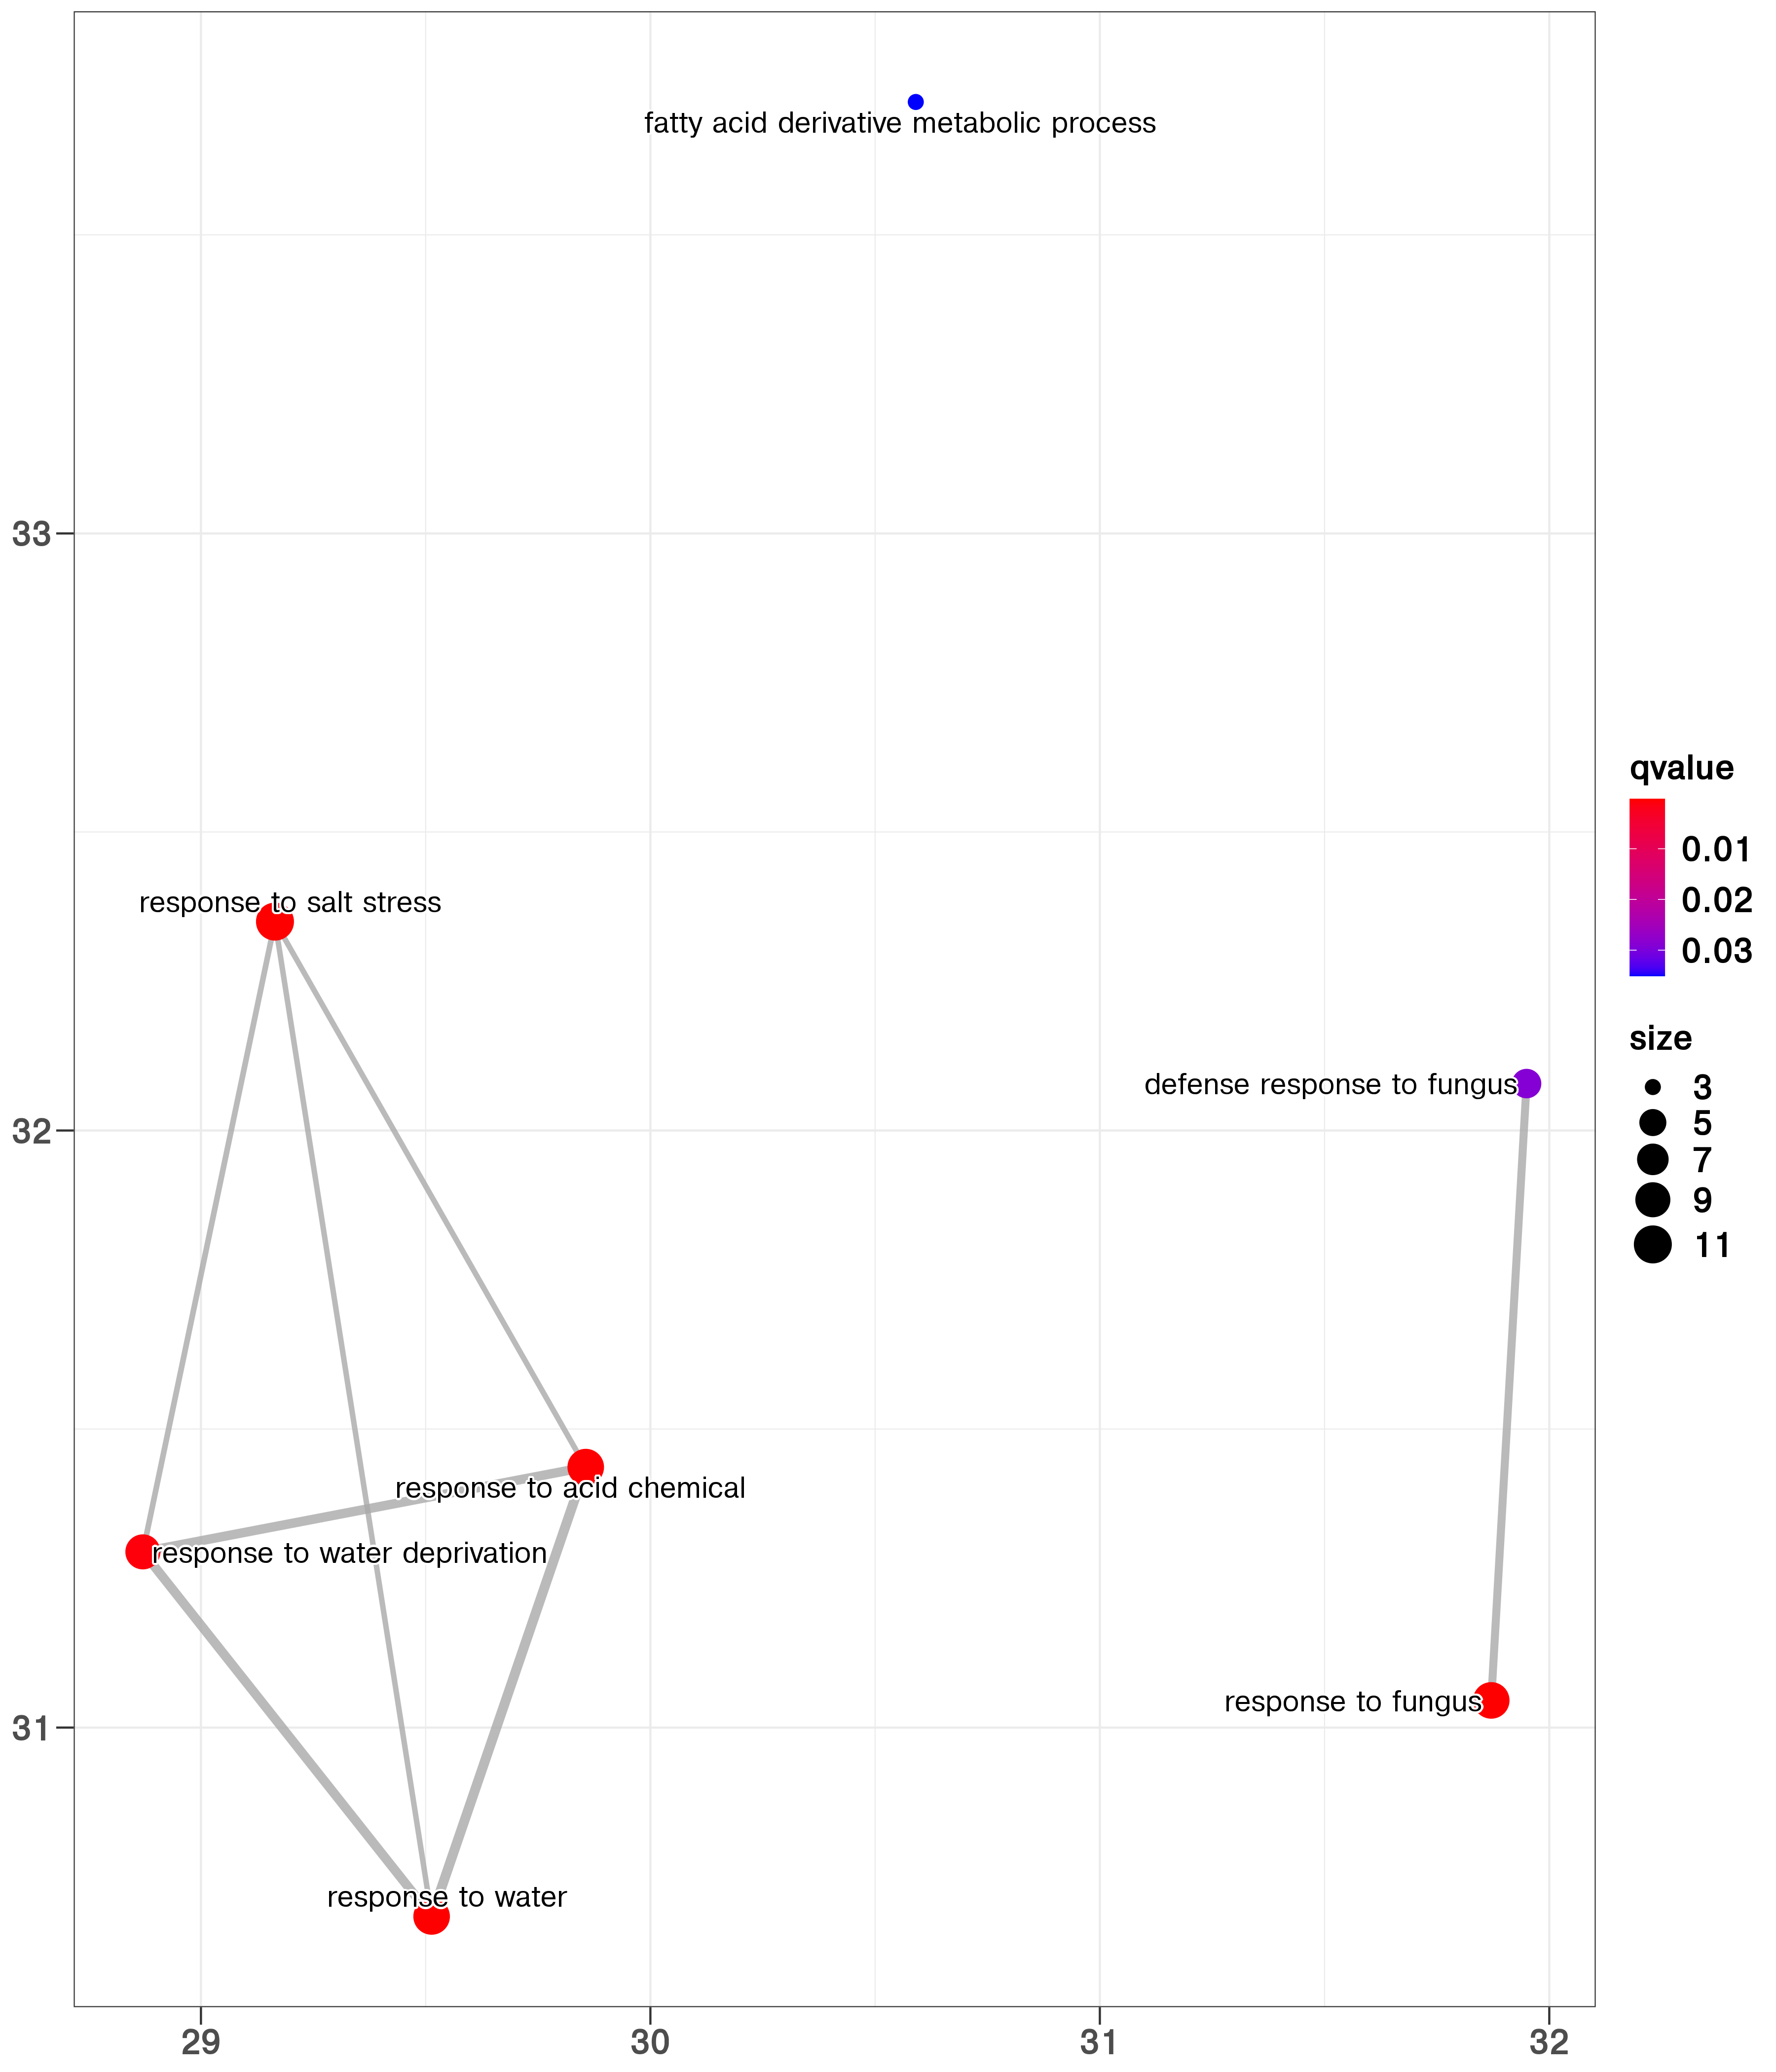 fatty acid derivative metabolic process
33
response to salt stress
qvalue
0.01
0.02
0.03
size
3
5
7
9
11
defense response to fungus
32
response to acid chemical
response to water deprivation
response to fungus
31
response to water
29
30
31
32